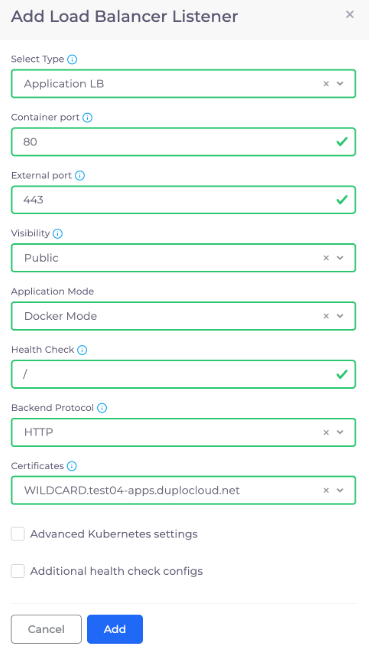 Add Load Balancer Listener
Select Type
Application LB
Container port
80
External port
443
Visibility
Public
Application Mode
Docker Mode
Health Check
/
Backend Protocol
HTTP
Certificates
WILDCARD.test04-apps.duplocloud.net
Advanced Kubernetes settings
Additional health check configs
Cancel Add